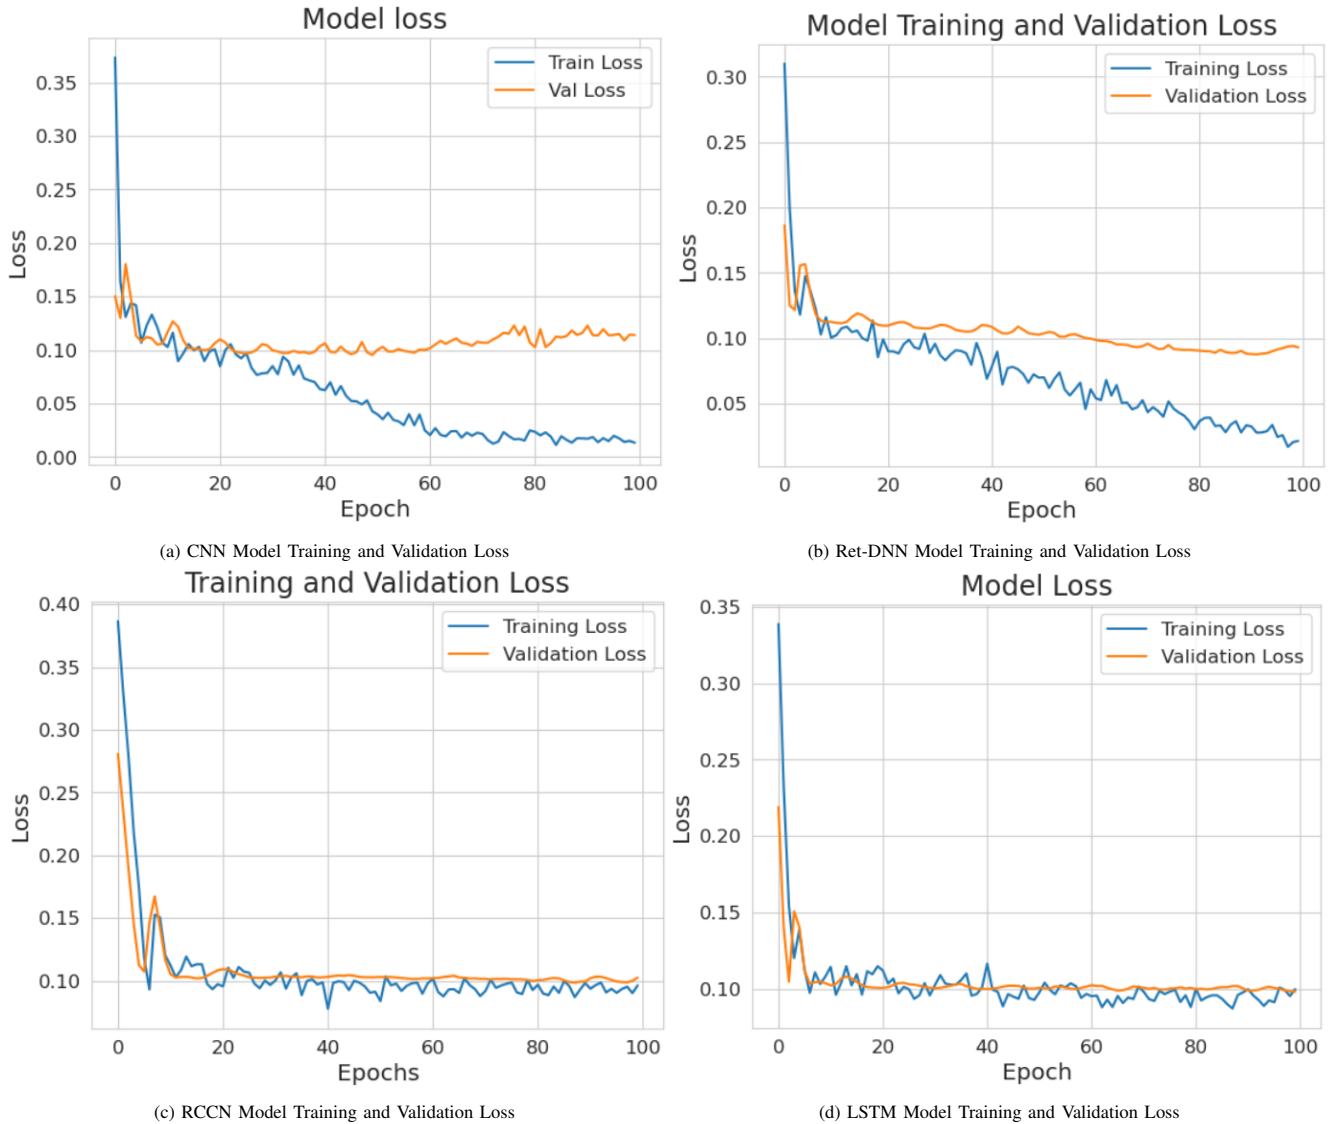 Model loss
Train Loss
Val Loss
0.35
0.30
0.25
0.20
0.15
0.10
0.05
0.00
Loss
0
20
40
60
80
100
Epoch
(a) CNN Model Training and Validation Loss
Model Training and Validation Loss
Training Loss
Validation Loss
0.30
0.25
0.20
0.15
0.10
0.05
Loss
0
20
40
60
80
100
Epoch
(b) Ret-DNN Model Training and Validation Loss
Training and Validation Loss
Training Loss
Validation Loss
0.40
0.35
0.30
0.25
0.20
0.15
0.10
Loss
0
20
40
60
80
100
Epochs
(c) RCCN Model Training and Validation Loss
Model Loss
Training Loss
Validation Loss
0.35
0.30
0.25
0.20
0.15
0.10
Loss
0
20
40
60
80
100
Epoch
(d) LSTM Model Training and Validation Loss